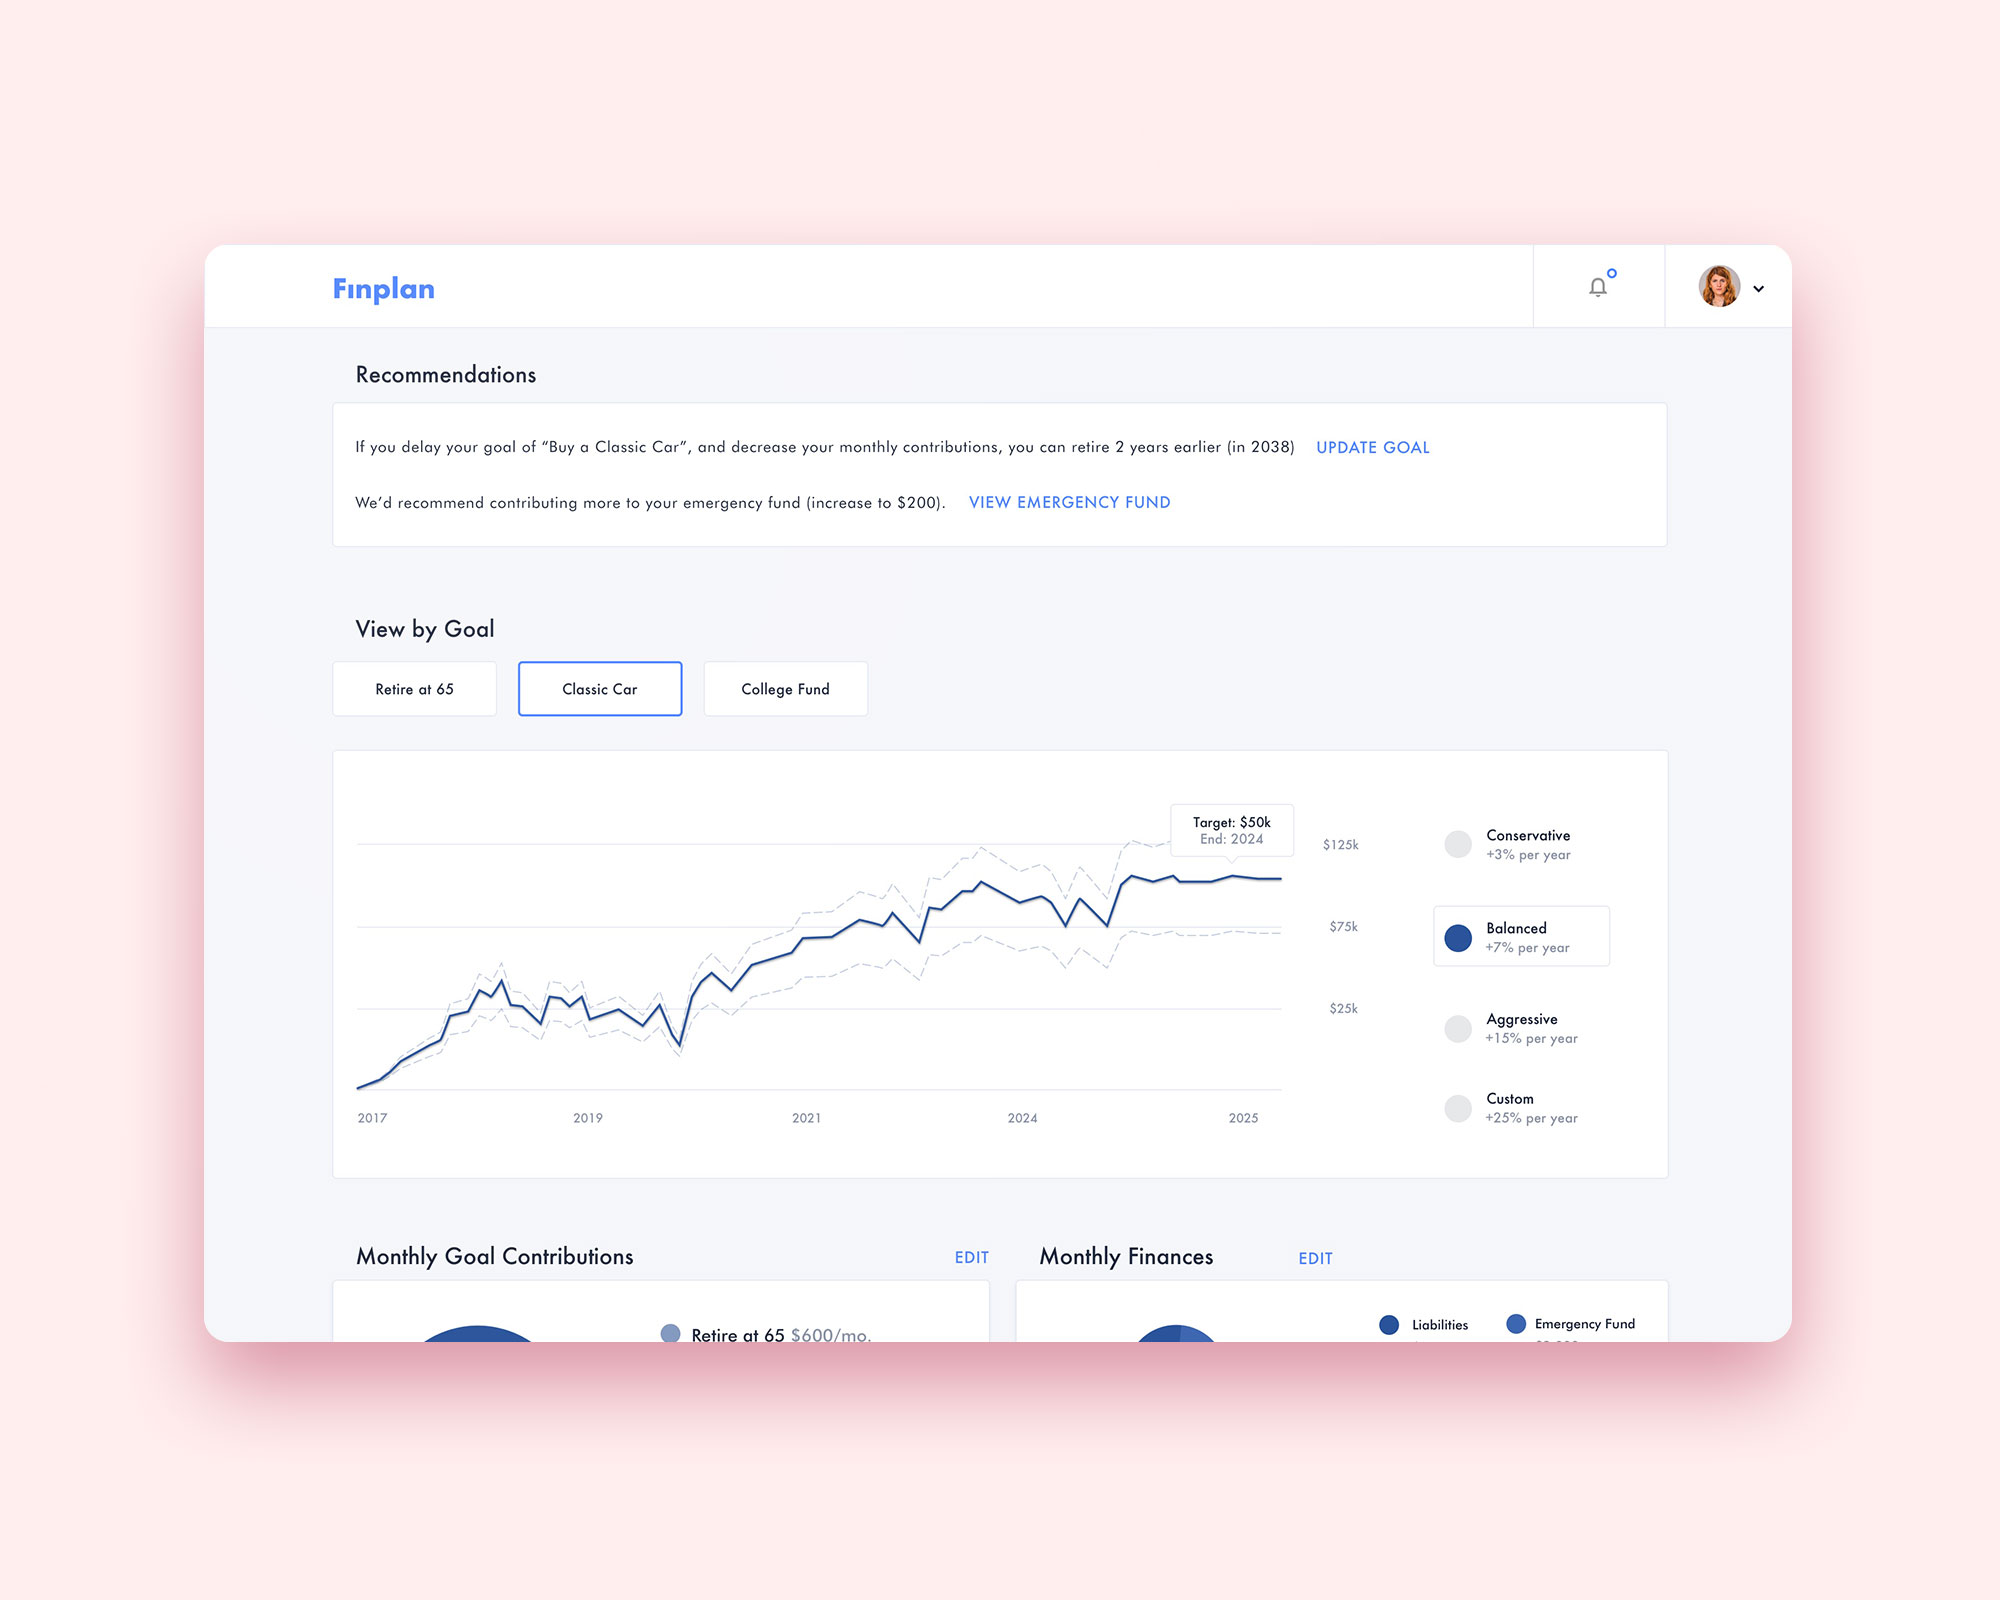 Finplan
Recommendations
If you delay your goal of “Buy a Classic Car”, and decrease your monthly contributions, you can retire 2 years earlier (in 2038) UPDATE GOAL
We’d recommend contributing more to your emergency fund (increase to $200). VIEW EMERGENCY FUND
View by Goal
Retire at 65
Classic Car
College Fund
Target: $50k
End: 2024
$125k
$75k
$25k
2017
2019
2021
2024
2025
Conservative
+3% per year
Balanced
+7% per year
Aggressive
+15% per year
Custom
+25% per year
Monthly Goal Contributions
EDIT
Retire at 65 $600/mo.
Monthly Finances
EDIT
Liabilities
Emergency Fund